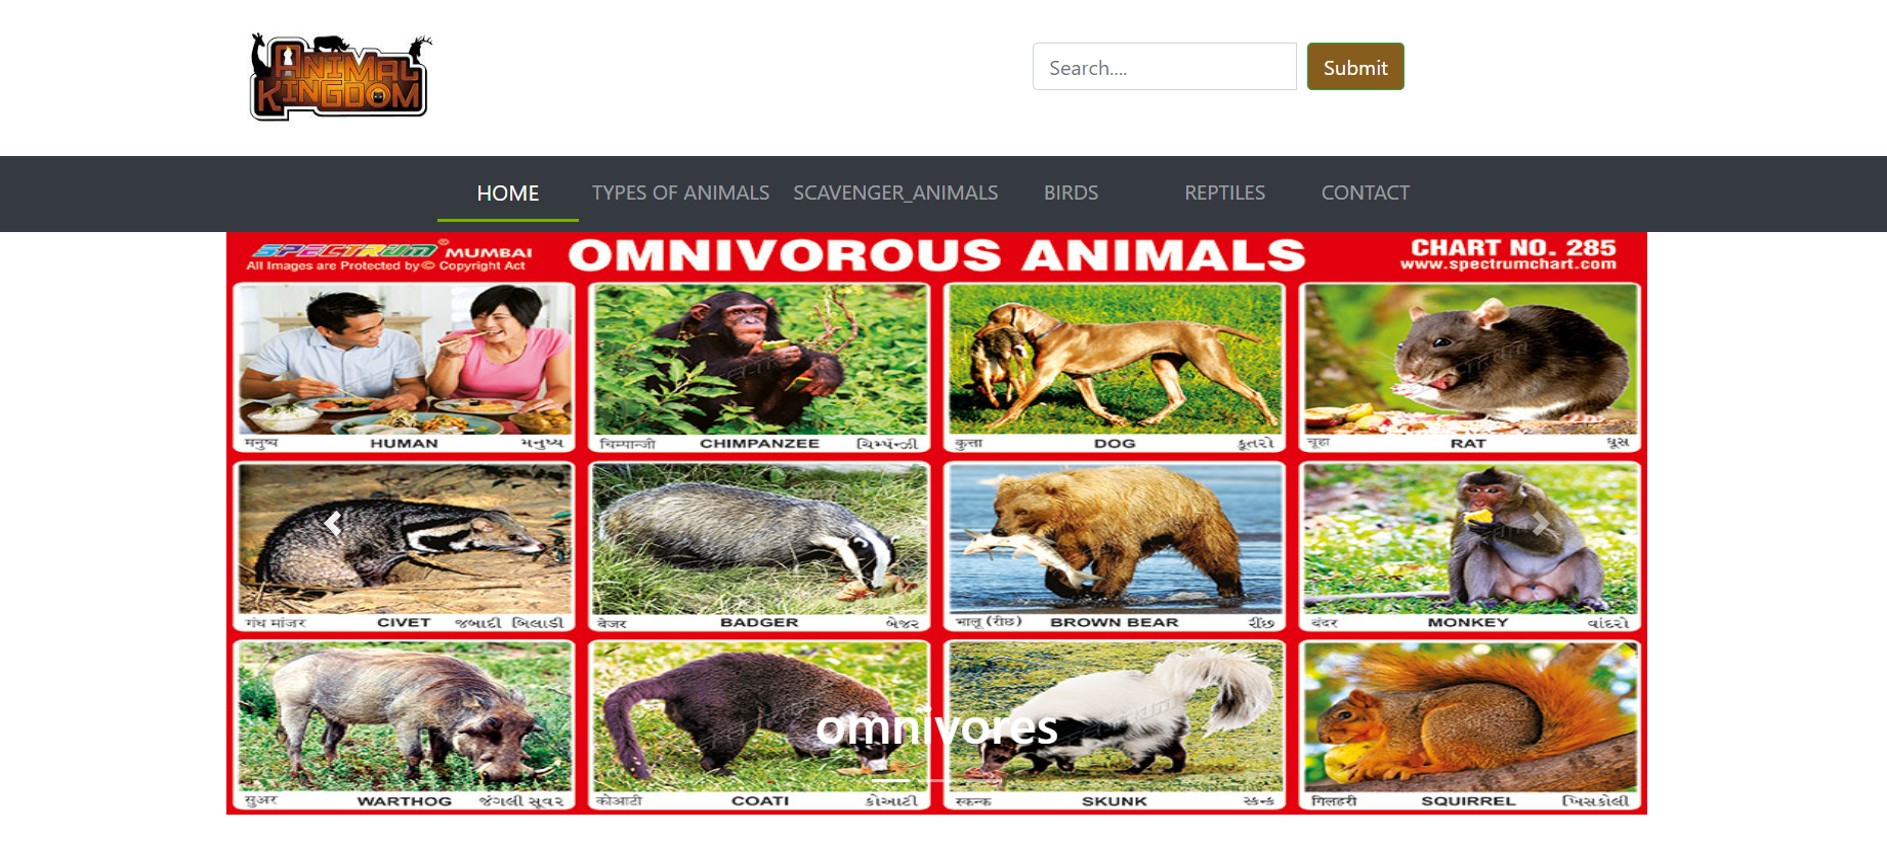 ANIMAL
KINGDOM
Search....
Submit
HOME
TYPES OF ANIMALS
SCAVENGER_ANIMALS
BIRDS
REPTILES
CONTACT
SPECTRUM® MUMBAI
All Images are Protected by © Copyright Act
OMNIVOROUS ANIMALS
CHART NO. 285
www.spectrumchart.com
मनुष्य HUMAN મનુષ્ય
चिम्पान्जी CHIMPANZEE ચિમ્પૅન્ઝી
कुत्ता DOG કૂતરો
चूहा RAT ઘૂસ
गंध मांजर CIVET જબાદી બિલાડી
बेजर BADGER બેજર
भालू (रीछ) BROWN BEAR રીંછ
बंदर MONKEY વાંદરો
सुअर WARTHOG જંગલી સૂવર
कोआटी COATI કોઆટી
स्कन्क SKUNK સ્કન્ક
गिलहरी SQUIRREL ખિસકોલી
omnivores